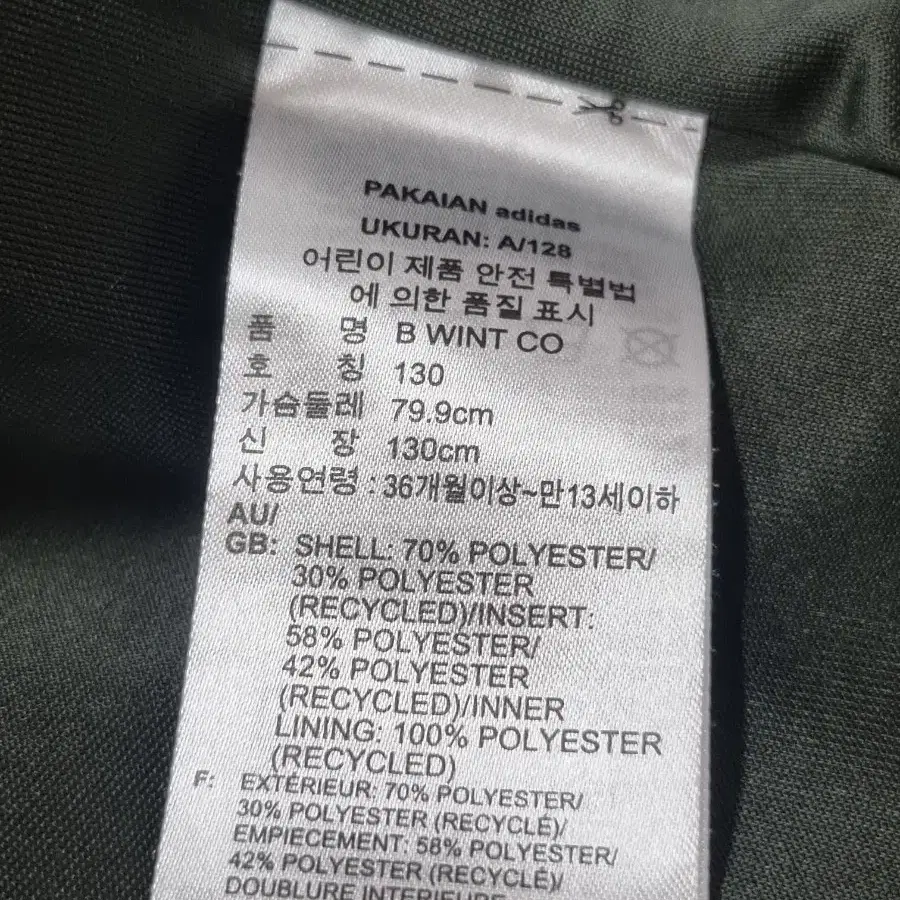 PAKAIAN adidas
UKURAN: A/128
어린이 제품 안전 특별법
에 의한 품질 표시
품 명 B WINT CO
호 칭 130
가슴둘레 79.9cm
신 장 130cm
사용연령 : 36개월이상~만13세이하
AU/
GB: SHELL: 70% POLYESTER/
30% POLYESTER
(RECYCLED)/INSERT:
58% POLYESTER/
42% POLYESTER
(RECYCLED)/INNER
LINING: 100% POLYESTER
(RECYCLED)
F: EXTÉRIEUR: 70% POLYESTER/
30% POLYESTER (RECYCLÉ)/
EMPIECEMENT: 58% POLYESTER/
42% POLYESTER (RECYCLÉ)/
DOUBLURE INTERIEURE